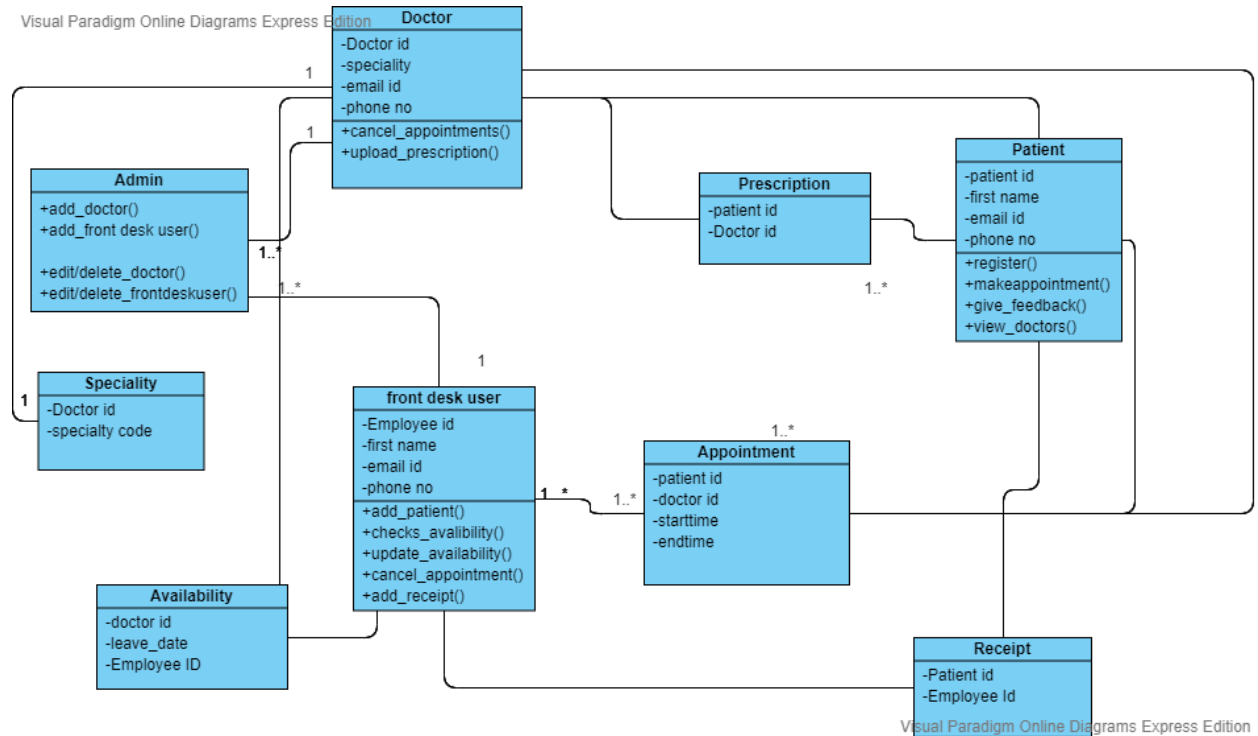 Visual Paradigm Online Diagrams Express Edition
Doctor
-Doctor id
-speciality
-email id
-phone no
+cancel_appointments()
+upload_prescription()
1
1
Admin
+add_doctor()
+add_front desk user()
+edit/delete_doctor()
+edit/delete_frontdeskuser()
1..*
1..*
Prescription
-patient id
-Doctor id
1..*
Patient
-patient id
-first name
-email id
-phone no
+register()
+makeappointment()
+give_feedback()
+view_doctors()
1
Speciality
-Doctor id
-specialty code
1
front desk user
-Employee id
-first name
-email id
-phone no
+add_patient()
+checks_avalibility()
+update_availability()
+cancel_appointment()
+add_receipt()
1..*
1..*
1..*
Appointment
-patient id
-doctor id
-starttime
-endtime
Availability
-doctor id
-leave_date
-Employee ID
Receipt
-Patient id
-Employee Id
Visual Paradigm Online Diagrams Express Edition